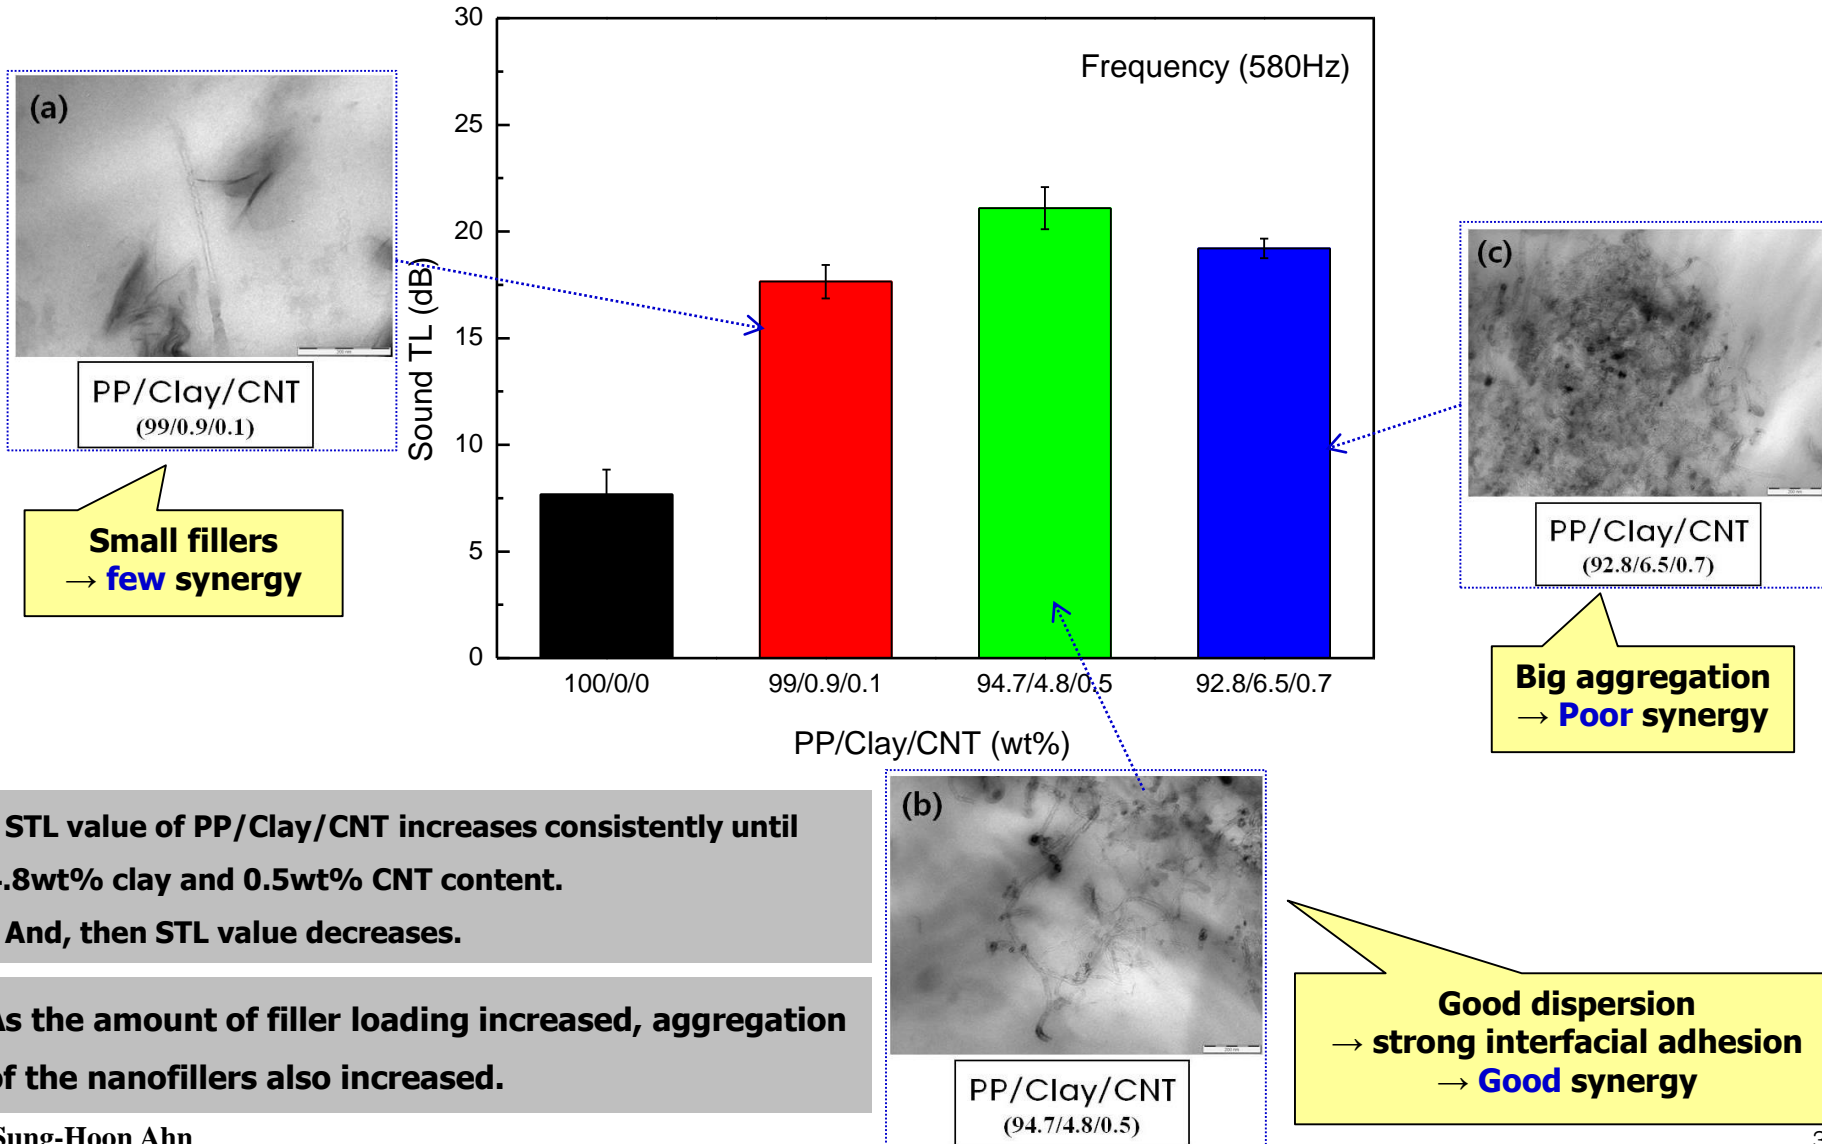 30
25
20
15
10
5
0
Sound TL (dB)
Frequency (580Hz)
100/0/0
99/0.9/0.1
94.7/4.8/0.5
92.8/6.5/0.7
PP/Clay/CNT (wt%)
(a)
PP/Clay/CNT
(99/0.9/0.1)
Small fillers
→ few synergy
(c)
PP/Clay/CNT
(92.8/6.5/0.7)
Big aggregation
→ Poor synergy
STL value of PP/Clay/CNT increases consistently until
.8wt% clay and 0.5wt% CNT content.
And, then STL value decreases.
As the amount of filler loading increased, aggregation
of the nanofillers also increased.
(b)
PP/Clay/CNT
(94.7/4.8/0.5)
Good dispersion
→ strong interfacial adhesion
→ Good synergy
Sung-Hoon Ahn